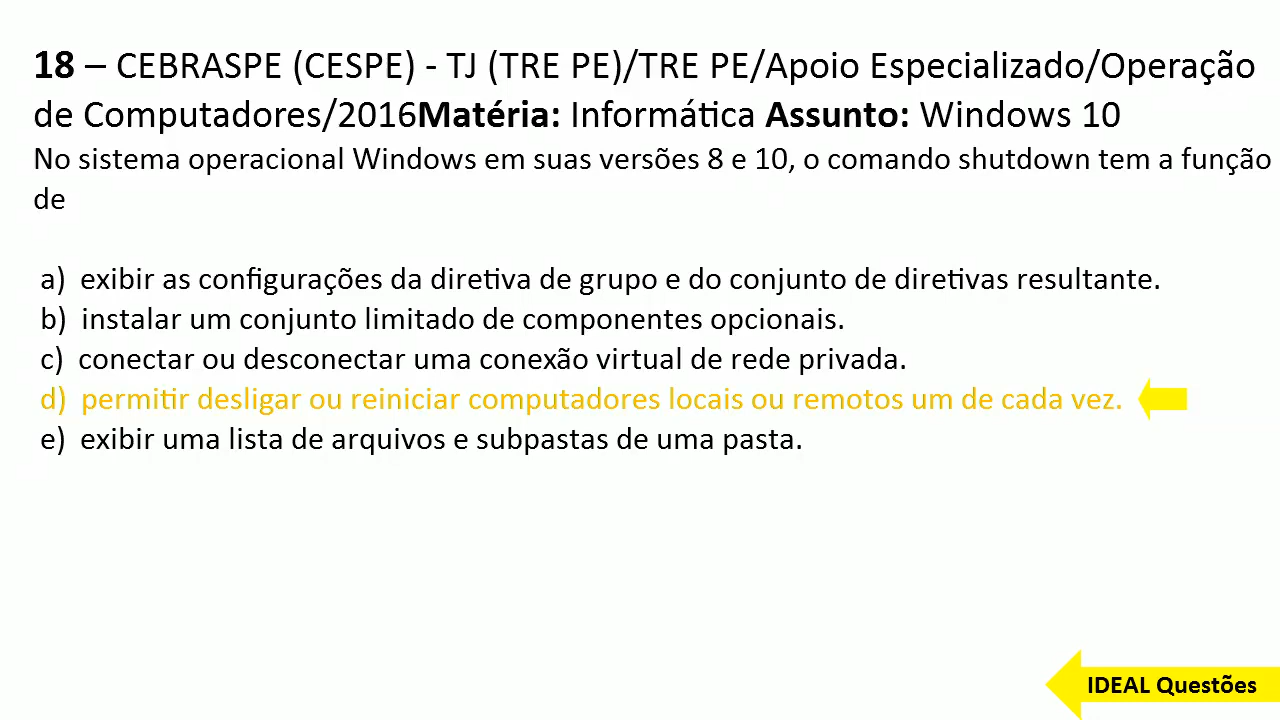 18 – CEBRASPE (CESPE) - TJ (TRE PE)/TRE PE/Apoio Especializado/Operação
de Computadores/2016Matéria: Informática Assunto: Windows 10
No sistema operacional Windows em suas versões 8 e 10, o comando shutdown tem a função
de
a) exibir as configurações da diretiva de grupo e do conjunto de diretivas resultante.
b) instalar um conjunto limitado de componentes opcionais.
c) conectar ou desconectar uma conexão virtual de rede privada.
d) permitir desligar ou reiniciar computadores locais ou remotos um de cada vez.
e) exibir uma lista de arquivos e subpastas de uma pasta.
IDEAL Questões